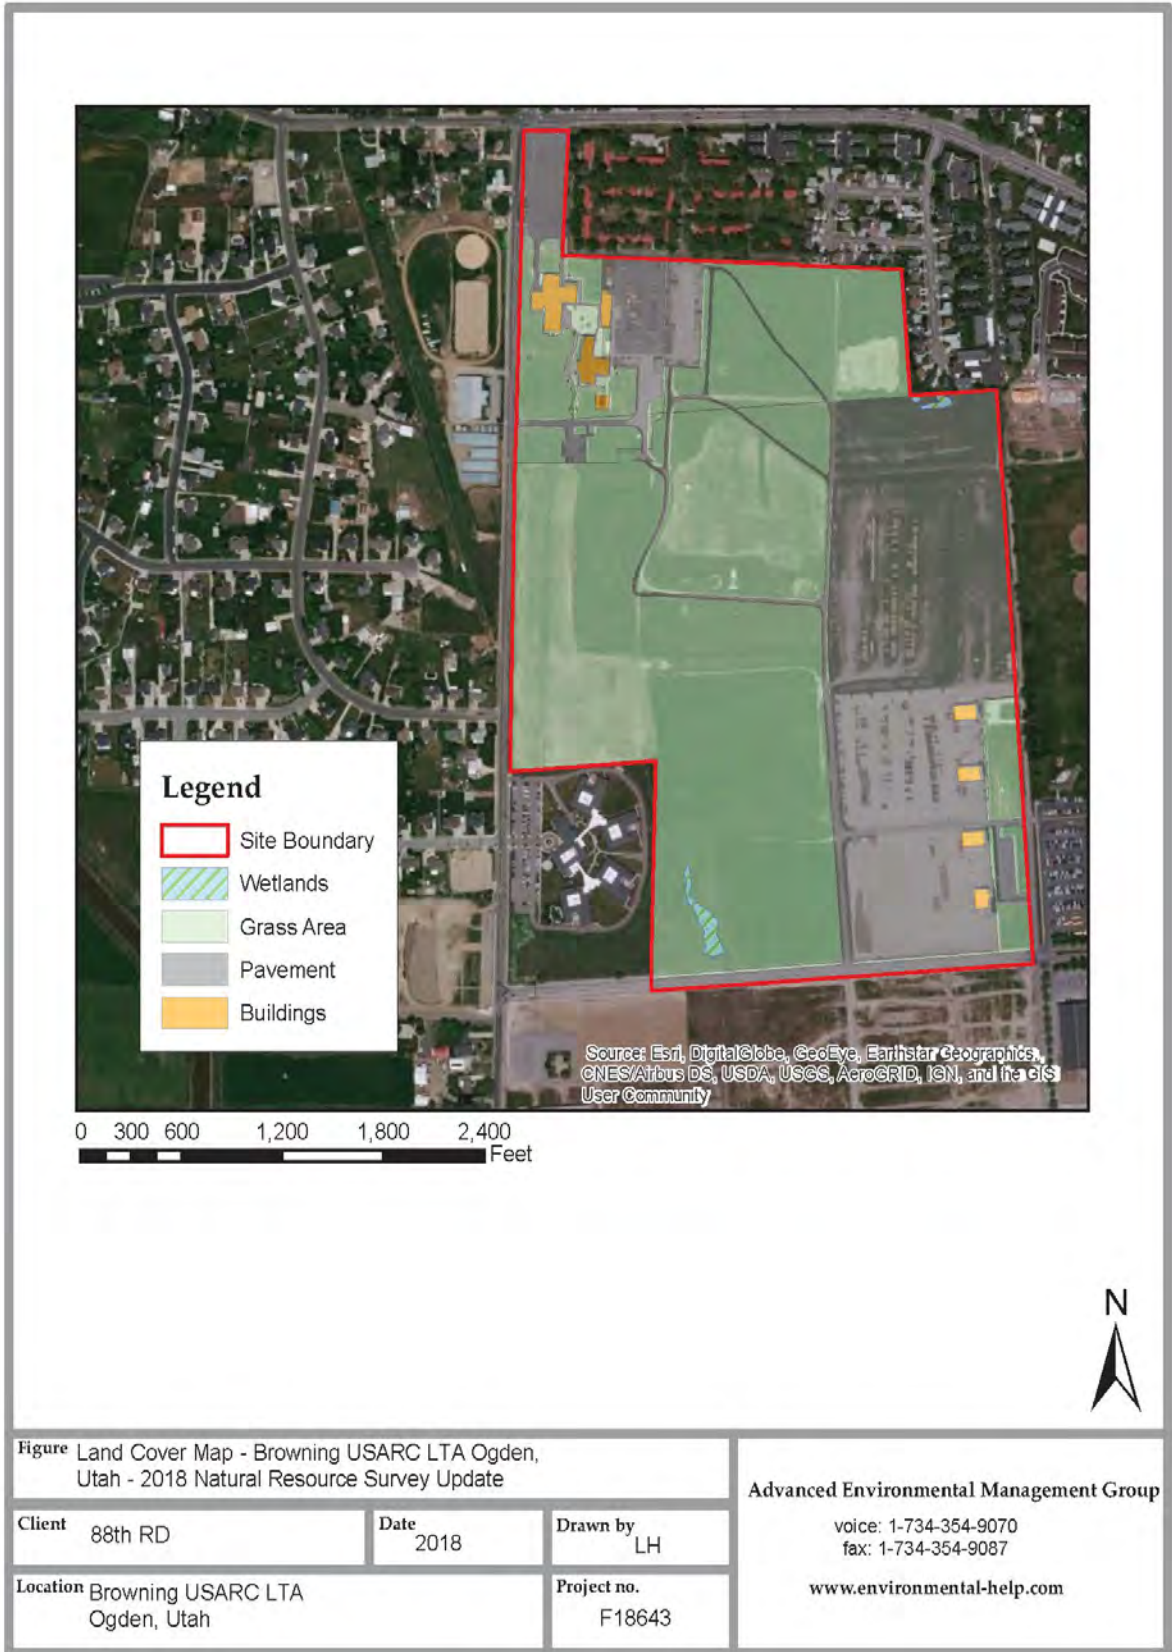 Legend
Site Boundary
Wetlands
Grass Area
Pavement
Buildings
Source: Esri, DigitalGlobe, GeoEye, Earthstar Geographics,
CNES/Airbus DS, USDA, USGS, AeroGRID, IGN, and the GIS
User Community
0 300 600 1,200 1,800 2,400
Feet
N
Figure Land Cover Map - Browning USARC LTA Ogden,
Utah - 2018 Natural Resource Survey Update
Client 88th RD
Date 2018
Drawn by LH
Location Browning USARC LTA
Ogden, Utah
Project no.
F18643
Advanced Environmental Management Group
voice: 1-734-354-9070
fax: 1-734-354-9087
www.environmental-help.com